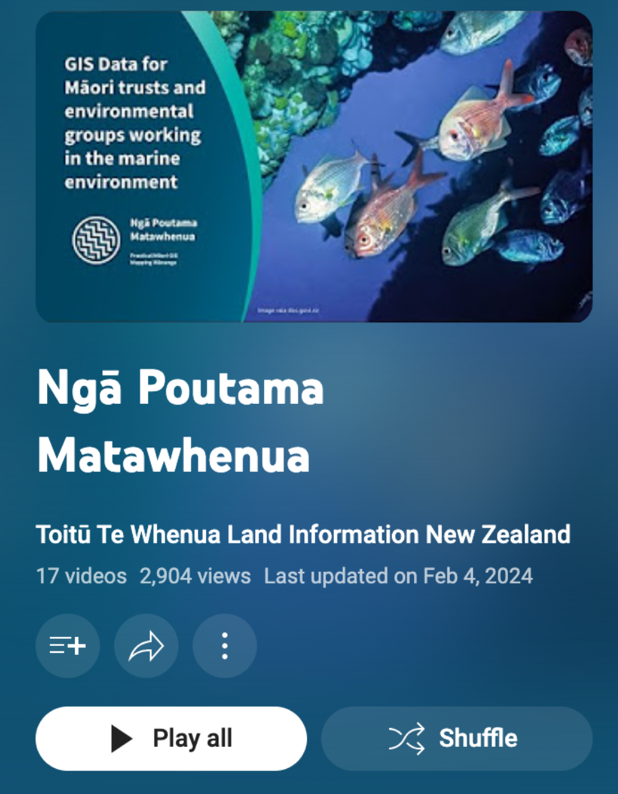 GIS Data for
Māori trusts and
environmental
groups working
in the marine
environment
Ngā Poutama
Matawhenua
Practical Māori GIS
Mapping Wānanga
Image via doc.govt.nz
Ngā Poutama
Matawhenua
Toitū Te Whenua Land Information New Zealand
17 videos 2,904 views Last updated on Feb 4, 2024
Play all
Shuffle